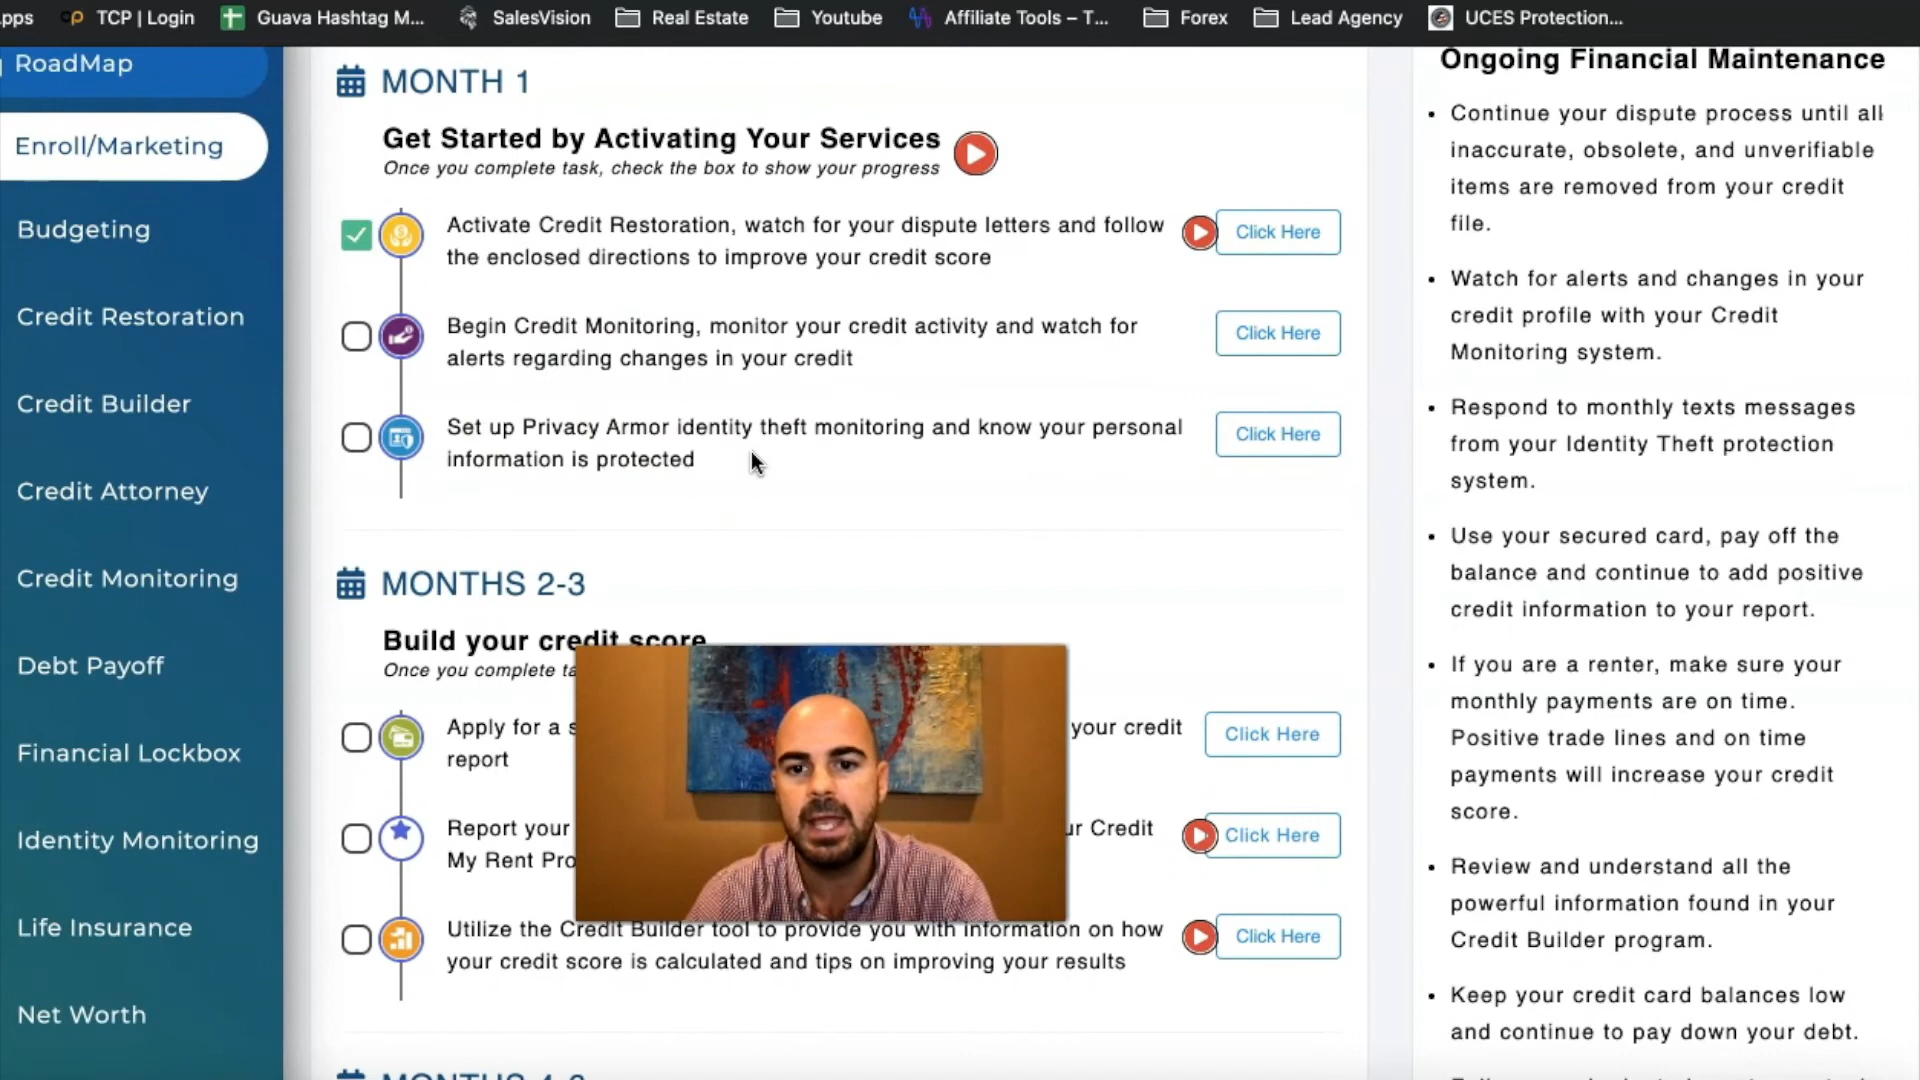 pps
TCP | Login
Guava Hashtag M...
SalesVision
Real Estate
Youtube
Affiliate Tools – T...
Forex
Lead Agency
UCES Protection...
RoadMap
Enroll/Marketing
Budgeting
Credit Restoration
Credit Builder
Credit Attorney
Credit Monitoring
Debt Payoff
Financial Lockbox
Identity Monitoring
Life Insurance
Net Worth
MONTH 1
Get Started by Activating Your Services
Once you complete task, check the box to show your progress
Activate Credit Restoration, watch for your dispute letters and follow
the enclosed directions to improve your credit score
Click Here
Begin Credit Monitoring, monitor your credit activity and watch for
alerts regarding changes in your credit
Click Here
Set up Privacy Armor identity theft monitoring and know your personal
information is protected
Click Here
MONTHS 2-3
Build your credit score
Once you complete ta
Apply for a s your credit
report
Click Here
Report your ur Credit
My Rent Pro
Click Here
Utilize the Credit Builder tool to provide you with information on how
your credit score is calculated and tips on improving your results
Click Here
Ongoing Financial Maintenance
• Continue your dispute process until all
inaccurate, obsolete, and unverifiable
items are removed from your credit
file.
• Watch for alerts and changes in your
credit profile with your Credit
Monitoring system.
• Respond to monthly texts messages
from your Identity Theft protection
system.
• Use your secured card, pay off the
balance and continue to add positive
credit information to your report.
• If you are a renter, make sure your
monthly payments are on time.
Positive trade lines and on time
payments will increase your credit
score.
• Review and understand all the
powerful information found in your
Credit Builder program.
• Keep your credit card balances low
and continue to pay down your debt.